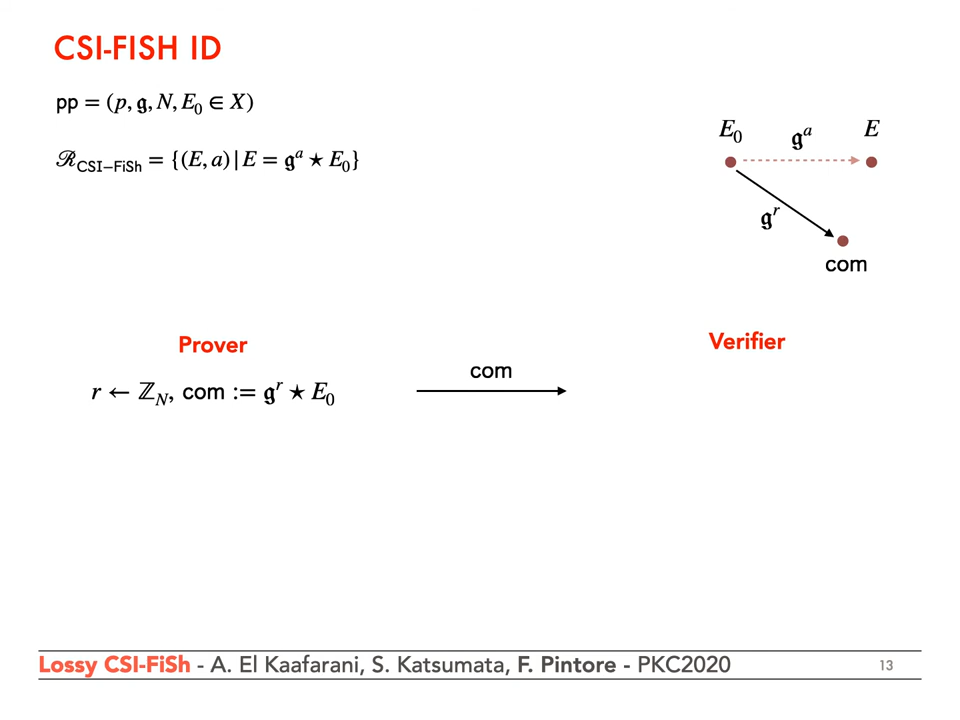 CSI-FISH ID
pp = (p, 𝔤, N, E₀ ∈ X)
ℛ_CSI−FiSh = {(E, a) | E = 𝔤ᵃ ⋆ E₀}
E₀ 𝔤ᵃ E
𝔤ʳ
com
Prover
Verifier
com
r ← ℤ_N, com := 𝔤ʳ ⋆ E₀
Lossy CSI-FiSh - A. El Kaafarani, S. Katsumata, F. Pintore - PKC2020
13